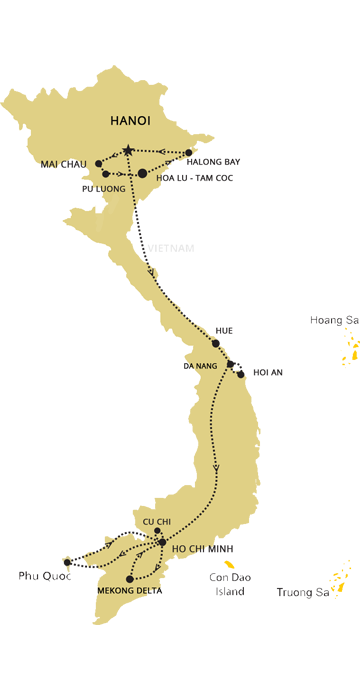 HANOI
MAI CHAU
HALONG BAY
PU LUONG
HOA LU - TAM COC
VIETNAM
Hoang Sa
HUE
DA NANG
HOI AN
CU CHI
HO CHI MINH
Phu Quoc
MEKONG DELTA
Con Dao
Island
Truong Sa